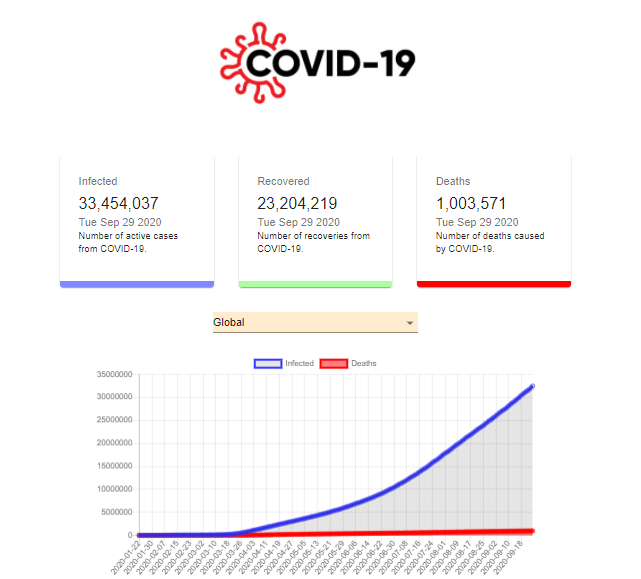 COVID-19
Infected
33,454,037
Tue Sep 29 2020
Number of active cases
from COVID-19.
Recovered
23,204,219
Tue Sep 29 2020
Number of recoveries from
COVID-19.
Deaths
1,003,571
Tue Sep 29 2020
Number of deaths caused
by COVID-19.
Global
Infected Deaths
35000000
30000000
25000000
20000000
15000000
10000000
5000000
0
2020-01-22 2020-01-30 2020-02-07 2020-02-15 2020-02-23 2020-03-02 2020-03-10 2020-03-18 2020-03-26 2020-04-03 2020-04-11 2020-04-19 2020-04-27 2020-05-05 2020-05-13 2020-05-21 2020-05-29 2020-06-06 2020-06-14 2020-06-22 2020-06-30 2020-07-08 2020-07-16 2020-07-24 2020-08-01 2020-08-09 2020-08-17 2020-08-25 2020-09-02 2020-09-10 2020-09-18